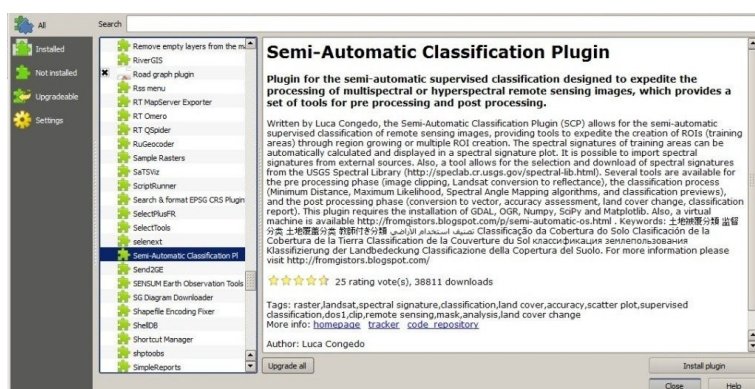 All
Search
Installed
Not installed
Upgradeable
Settings
Remove empty layers from the m
RiverGIS
Road graph plugin
Rss menu
RT MapServer Exporter
RT Omero
RT QSpider
RuGeocoder
Sample Rasters
SaTSViz
ScriptRunner
Search & format EPSG CRS Plugin
SelectPlusFR
SelectTools
selenext
Semi-Automatic Classification Pl
Send2GE
SENSUM Earth Observation Tools
SG Diagram Downloader
Shapefile Encoding Fixer
ShellDB
Shortcut Manager
shptoobs
SimpleReports
Semi-Automatic Classification Plugin
Plugin for the semi-automatic supervised classification designed to expedite the
processing of multispectral or hyperspectral remote sensing images, which provides a
set of tools for pre processing and post processing.
Written by Luca Congedo, the Semi-Automatic Classification Plugin (SCP) allows for the semi-automatic
supervised classification of remote sensing images, providing tools to expedite the creation of ROIs (training
areas) through region growing or multiple ROI creation. The spectral signatures of training areas can be
automatically calculated and displayed in a spectral signature plot. It is possible to import spectral
signatures from external sources. Also, a tool allows for the selection and download of spectral signatures
from the USGS Spectral Library (http://speclab.cr.usgs.gov/spectral-lib.html). Several tools are available for
the pre processing phase (image clipping, Landsat conversion to reflectance), the classification process
(Minimum Distance, Maximum Likelihood, Spectral Angle Mapping algorithms, and classification previews),
and the post processing phase (conversion to vector, accuracy assessment, land cover change, classification
report). This plugin requires the installation of GDAL, OGR, Numpy, SciPy and Matplotlib. Also, a virtual
machine is available http://fromgistors.blogspot.com/p/semi-automatic-os.html . Keywords: 土地被覆分類 监督
分类 土地覆盖分类 教師付き分類 تصنيف استخدام الأراضي Classificação da Cobertura do Solo Clasificación de la
Cobertura de la Tierra Classification de la Couverture du Sol классификация землепользования
Klassifizierung der Landbedeckung Classificazione della Copertura del Suolo. For more information please
visit http://fromgistors.blogspot.com/
25 rating vote(s), 38811 downloads
Tags: raster,landsat,spectral signature,classification,land cover,accuracy,scatter plot,supervised
classification,dos1,clip,remote sensing,mask,analysis,land cover change
More info: homepage tracker code_repository
Author: Luca Congedo
Upgrade all
Install plugin
Close
Help